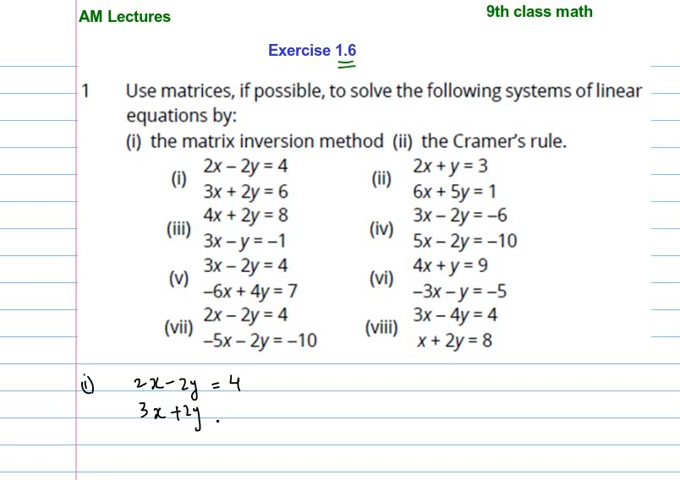 AM Lectures
9th class math
Exercise 1.6
1 Use matrices, if possible, to solve the following systems of linear
equations by:
(i) the matrix inversion method (ii) the Cramer's rule.
(i) 2x – 2y = 4
3x + 2y = 6
(ii) 2x + y = 3
6x + 5y = 1
(iii) 4x + 2y = 8
3x – y = –1
(iv) 3x – 2y = –6
5x – 2y = –10
(v) 3x – 2y = 4
–6x + 4y = 7
(vi) 4x + y = 9
–3x – y = –5
(vii) 2x – 2y = 4
–5x – 2y = –10
(viii) 3x – 4y = 4
x + 2y = 8
i) 2x-2y = 4
3x+2y .